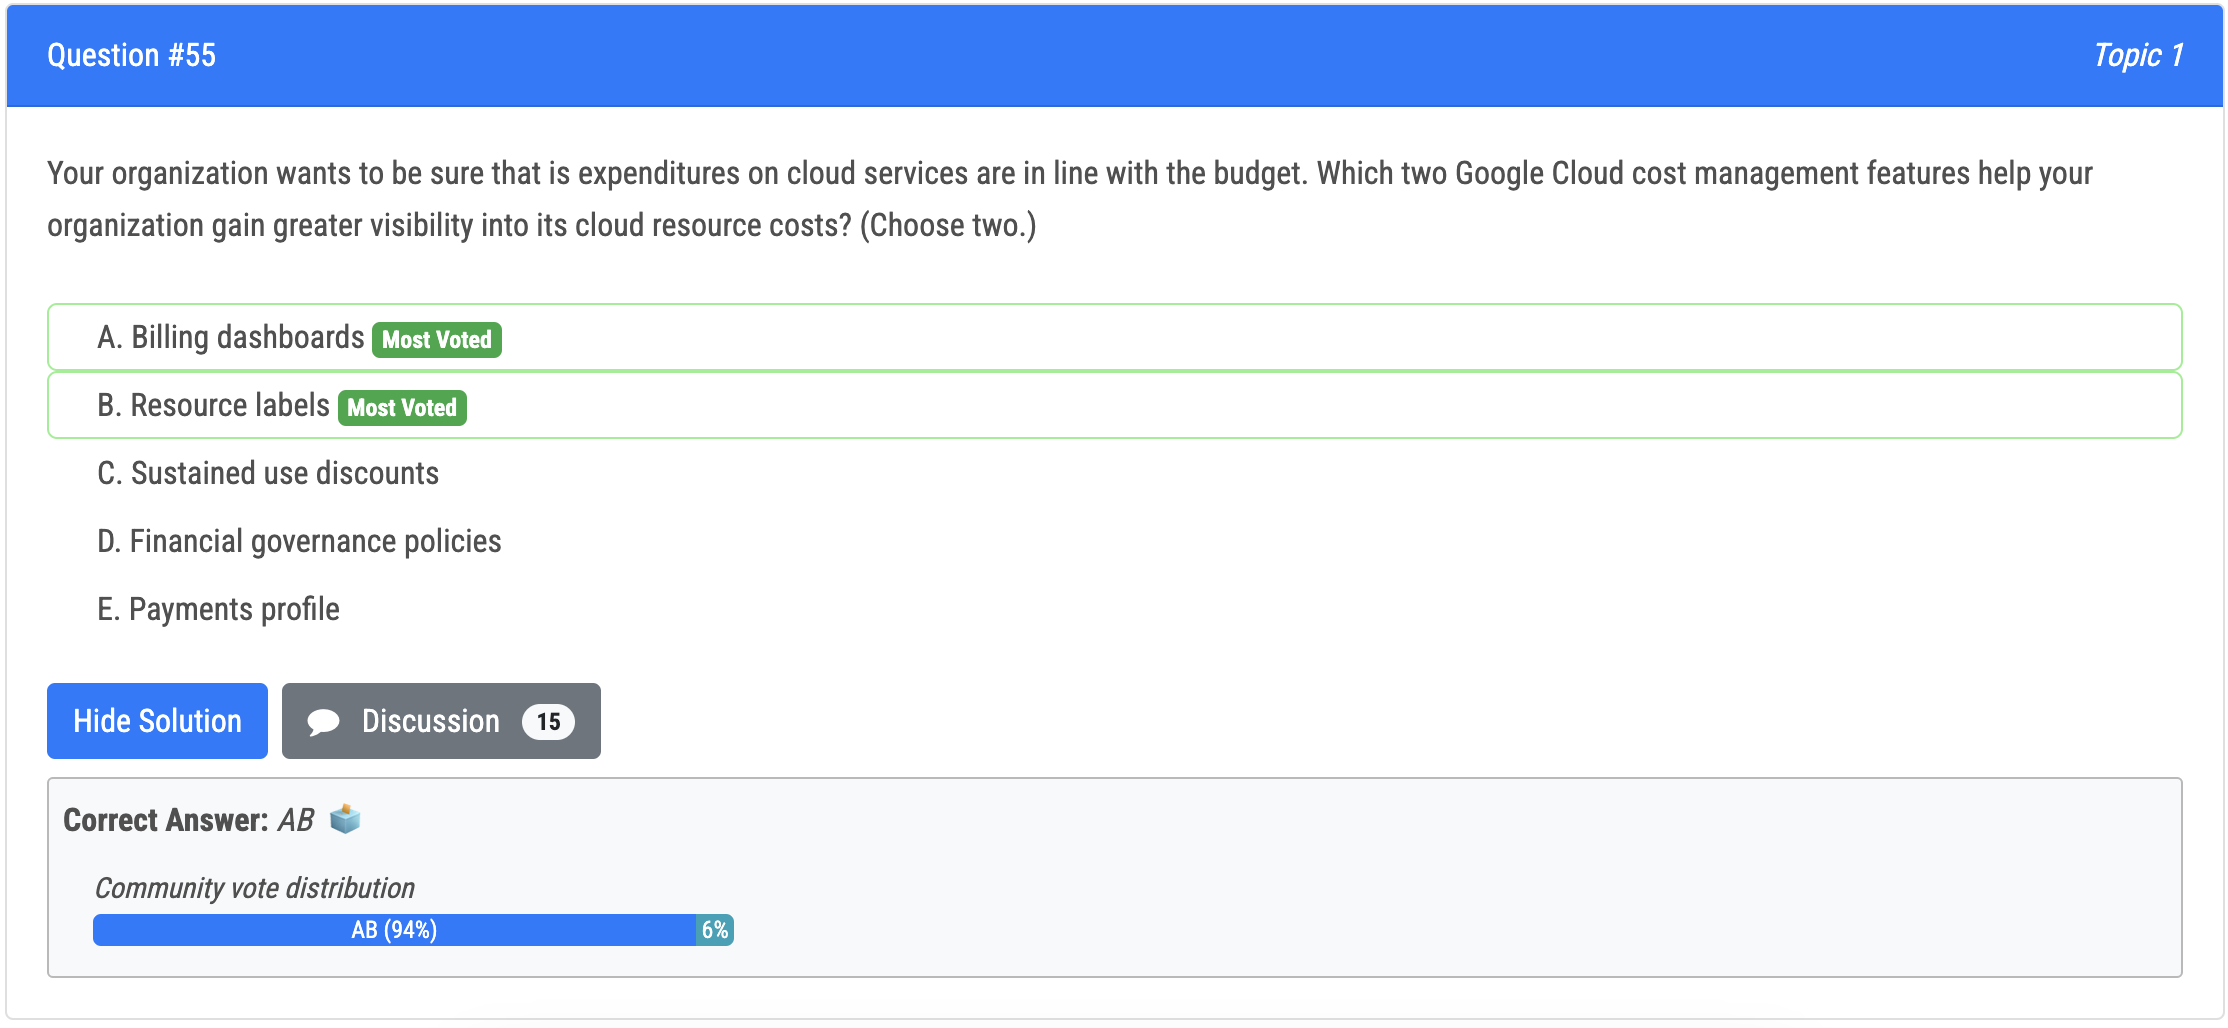 Question #55
Topic 1
Your organization wants to be sure that is expenditures on cloud services are in line with the budget. Which two Google Cloud cost management features help your
organization gain greater visibility into its cloud resource costs? (Choose two.)
A. Billing dashboards Most Voted
B. Resource labels Most Voted
C. Sustained use discounts
D. Financial governance policies
E. Payments profile
Hide Solution
Discussion 15
Correct Answer: AB
Community vote distribution
AB (94%) 6%